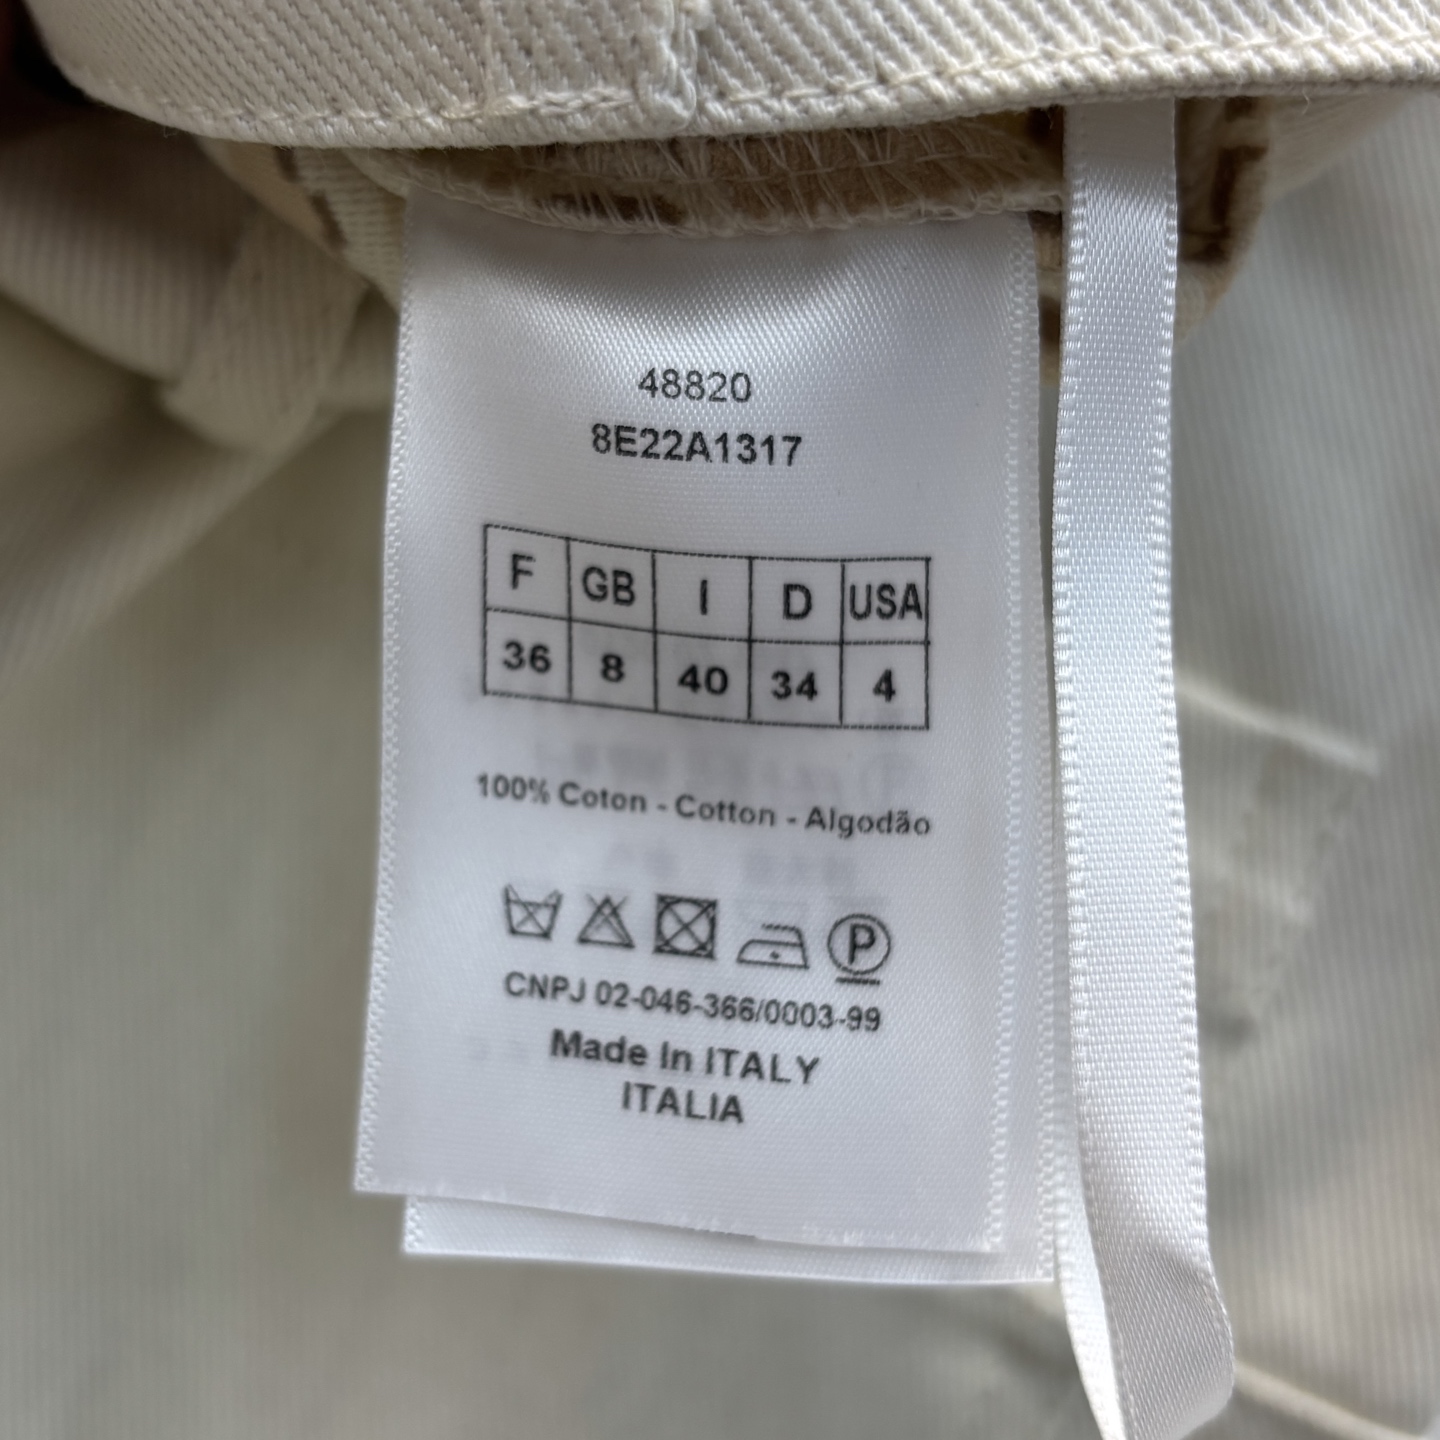 48820
8E22A1317
F GB I D USA
36 8 40 34 4
100% Coton - Cotton - Algodão
P
CNPJ 02-046-366/0003-99
Made In ITALY
ITALIA